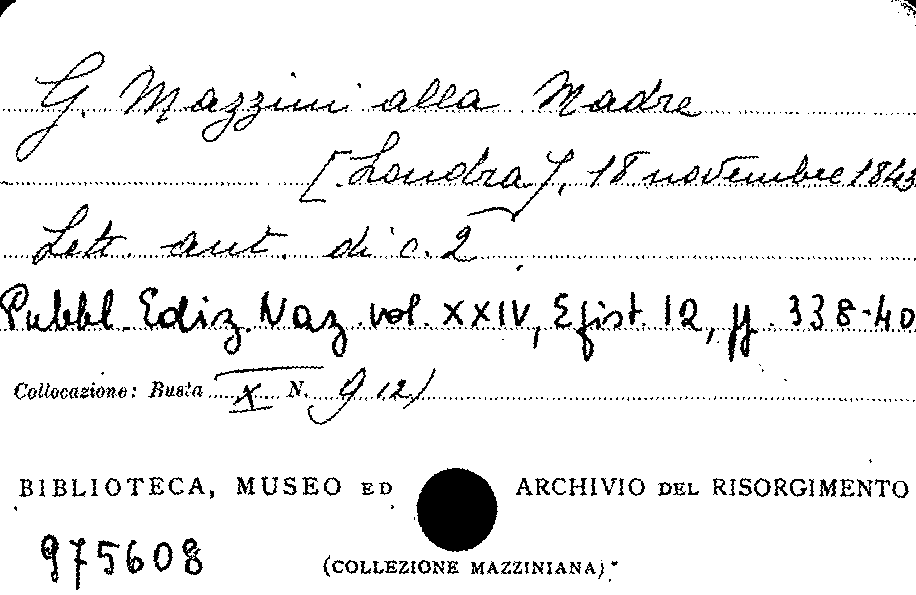 G. Mazzini alla Madre
[Londra], 18 novembre 1843
Lett. aut. di c. 2
Pubbl. Ediz. Naz. vol. XXIV, Epist. 12, pp. 338-40
Collocazione: Busta X N. 9 (2)
BIBLIOTECA, MUSEO ED ARCHIVIO DEL RISORGIMENTO
975608
(COLLEZIONE MAZZINIANA)